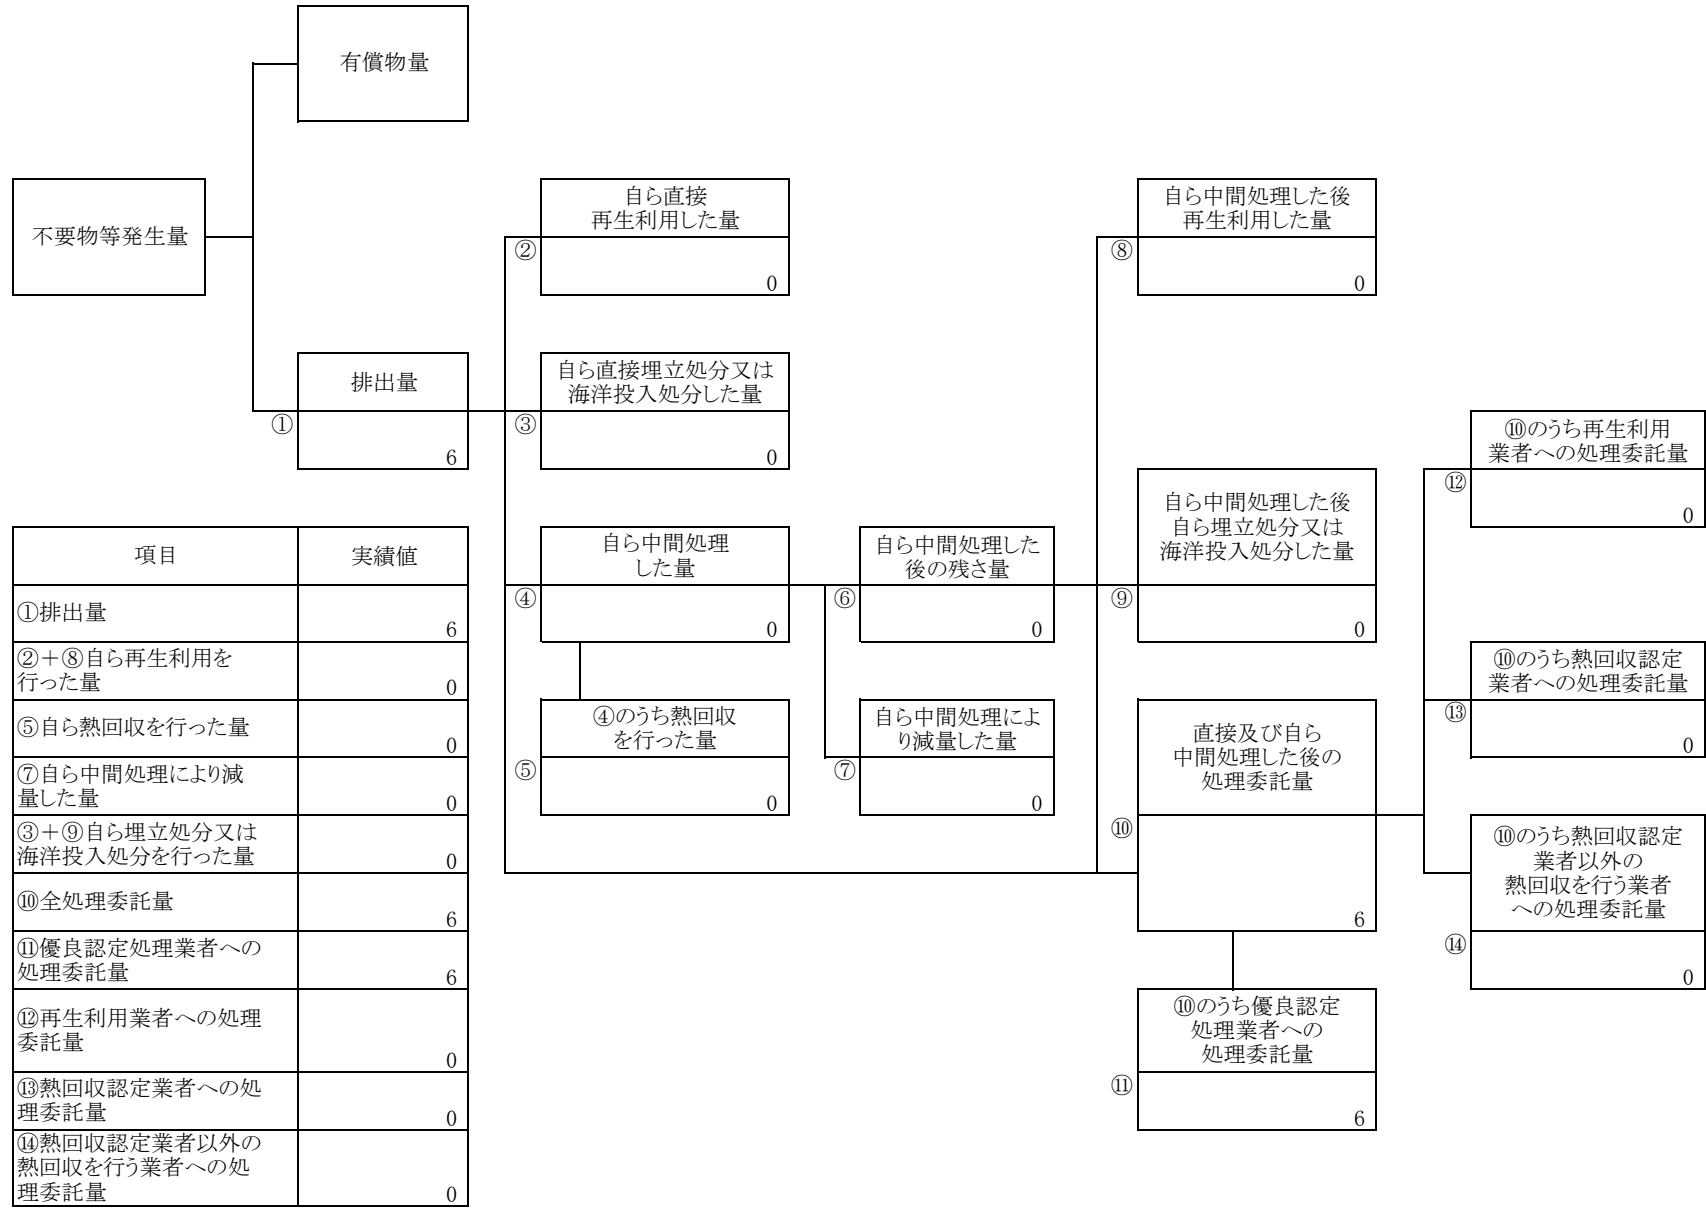 有償物量
不要物等発生量
排出量
①
6
自ら直接
再生利用した量
②
0
自ら直接埋立処分又は
海洋投入処分した量
③
0
自ら中間処理
した量
④
0
④のうち熱回収
を行った量
⑤
0
自ら中間処理した
後の残さ量
⑥
0
自ら中間処理によ
り減量した量
⑦
0
自ら中間処理した後
再生利用した量
⑧
0
自ら中間処理した後
自ら埋立処分又は
海洋投入処分した量
⑨
0
直接及び自ら
中間処理した後の
処理委託量
⑩
6
⑩のうち優良認定
処理業者への
処理委託量
⑪
6
⑩のうち再生利用
業者への処理委託量
⑫
0
⑩のうち熱回収認定
業者への処理委託量
⑬
0
⑩のうち熱回収認定
業者以外の
熱回収を行う業者
への処理委託量
⑭
0
項目 実績値
①排出量
6
②＋⑧自ら再生利用を
行った量 0
⑤自ら熱回収を行った量
0
⑦自ら中間処理により減
量した量 0
③＋⑨自ら埋立処分又は
海洋投入処分を行った量 0
⑩全処理委託量
6
⑪優良認定処理業者への
処理委託量 6
⑫再生利用業者への処理
委託量
0
⑬熱回収認定業者への処
理委託量 0
⑭熱回収認定業者以外の
熱回収を行う業者への処
理委託量 0